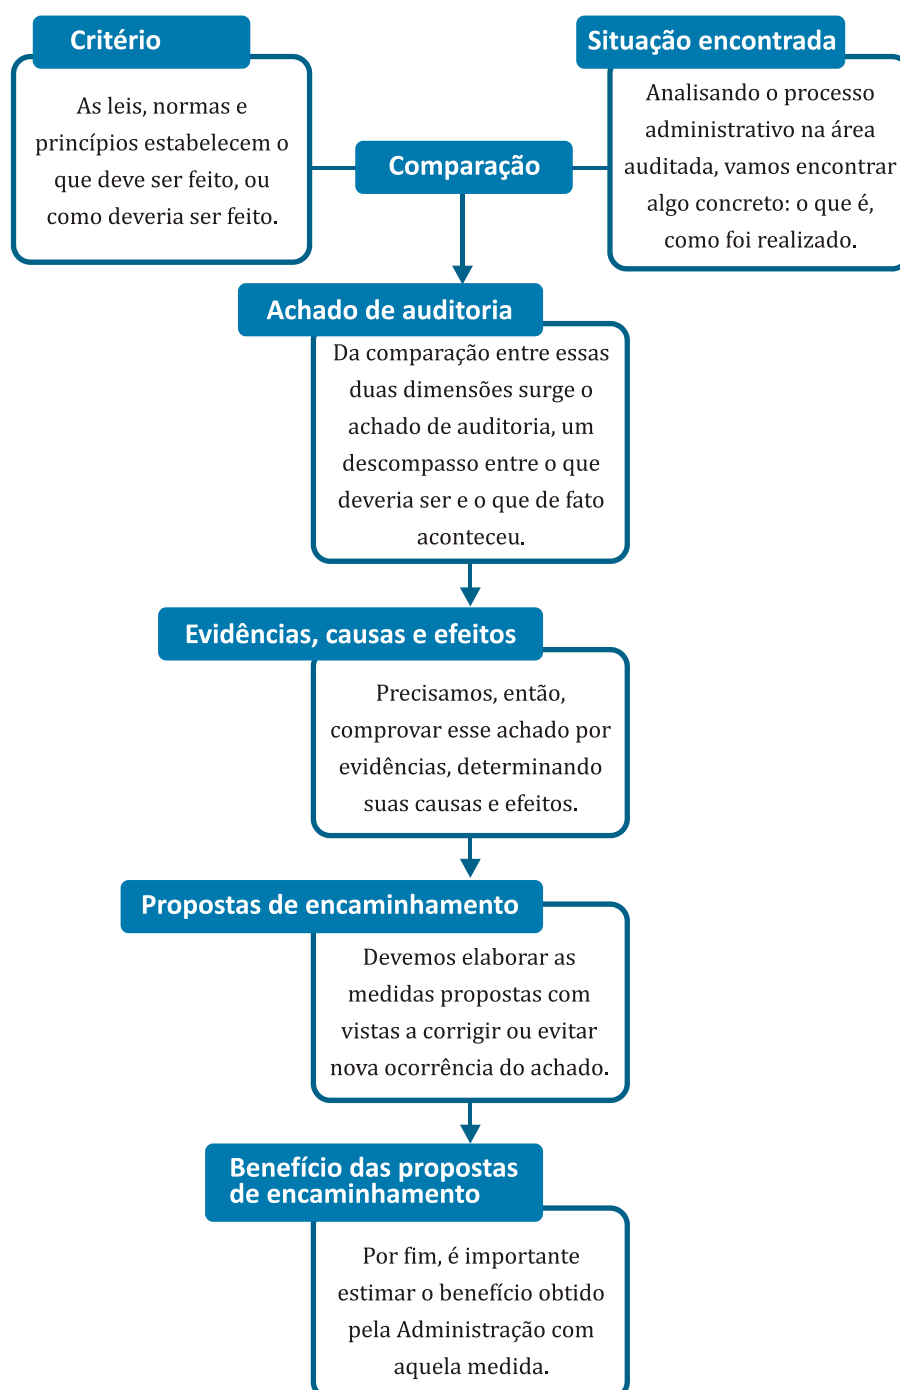 Critério
As leis, normas e
princípios estabelecem o
que deve ser feito, ou
como deveria ser feito.
Comparação
Situação encontrada
Analisando o processo
administrativo na área
auditada, vamos encontrar
algo concreto: o que é,
como foi realizado.
Achado de auditoria
Da comparação entre essas
duas dimensões surge o
achado de auditoria, um
descompasso entre o que
deveria ser e o que de fato
aconteceu.
Evidências, causas e efeitos
Precisamos, então,
comprovar esse achado por
evidências, determinando
suas causas e efeitos.
Propostas de encaminhamento
Devemos elaborar as
medidas propostas com
vistas a corrigir ou evitar
nova ocorrência do achado.
Benefício das propostas
de encaminhamento
Por fim, é importante
estimar o benefício obtido
pela Administração com
aquela medida.